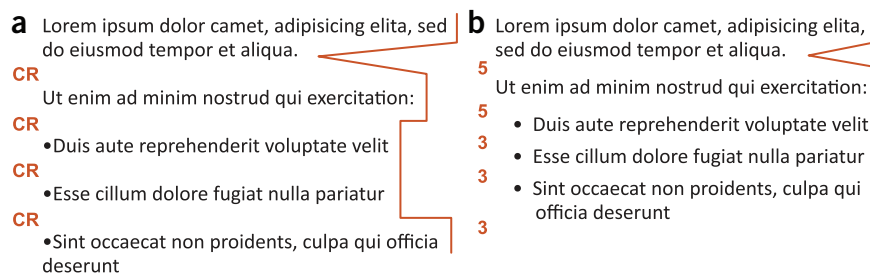 a
Lorem ipsum dolor camet, adipisicing elita, sed
do eiusmod tempor et aliqua.
CR
Ut enim ad minim nostrud qui exercitation:
CR
•Duis aute reprehenderit voluptate velit
CR
•Esse cillum dolore fugiat nulla pariatur
CR
•Sint occaecat non proidents, culpa qui officia
deserunt
b
Lorem ipsum dolor camet, adipisicing elita,
sed do eiusmod tempor et aliqua.
5
Ut enim ad minim nostrud qui exercitation:
5
• Duis aute reprehenderit voluptate velit
3
• Esse cillum dolore fugiat nulla pariatur
3
• Sint occaecat non proidents, culpa qui
officia deserunt
3